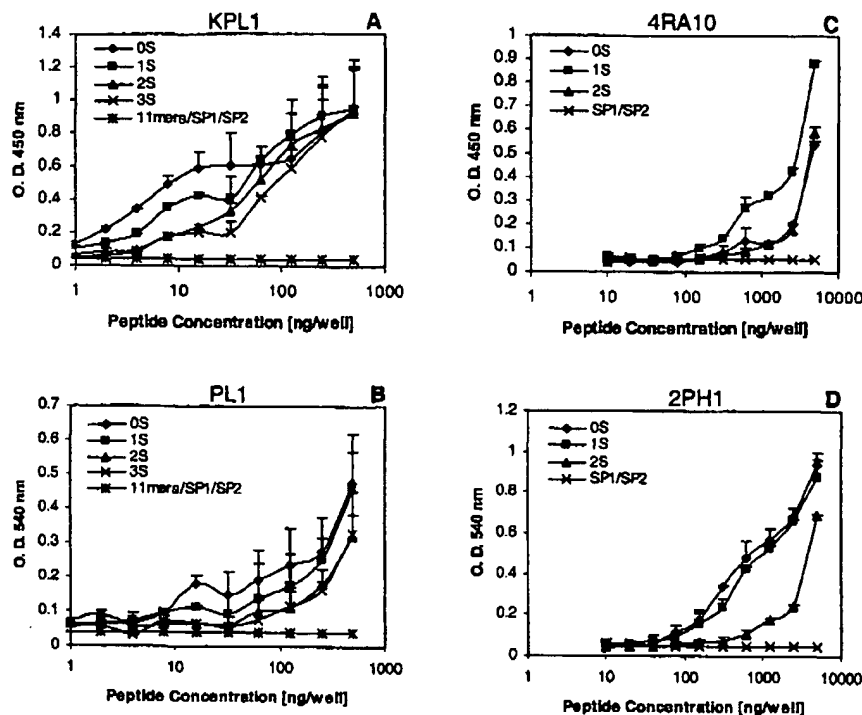 KPL1 A
O. D. 450 nm
1.4
1.2
1
0.8
0.6
0.4
0.2
0
0S
1S
2S
3S
11mers/SP1/SP2
1 10 100 1000
Peptide Concentration [ng/well]
4RA10 C
O. D. 450 nm
1
0.9
0.8
0.7
0.6
0.5
0.4
0.3
0.2
0.1
0
0S
1S
2S
SP1/SP2
1 10 100 1000 10000
Peptide Concentration [ng/well]
PL1 B
O. D. 540 nm
0.7
0.6
0.5
0.4
0.3
0.2
0.1
0
0S
1S
2S
3S
11mers/SP1/SP2
1 10 100 1000
Peptide Concentration [ng/well]
2PH1 D
O. D. 540 nm
1.2
1
0.8
0.6
0.4
0.2
0
0S
1S
2S
SP1/SP2
1 10 100 1000 10000
Peptide Concentration [ng/well]